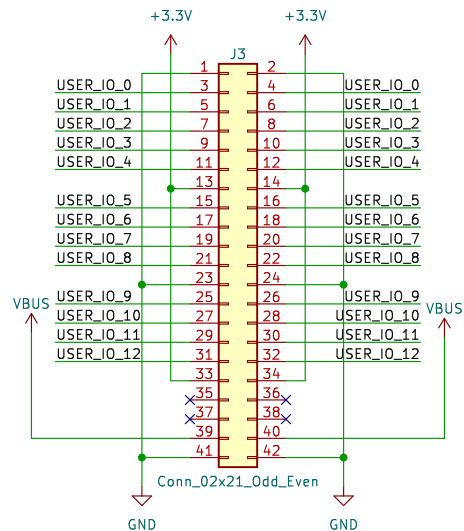 +3.3V +3.3V
J3
1 2
USER_IO_0 3 4 USER_IO_0
USER_IO_1 5 6 USER_IO_1
USER_IO_2 7 8 USER_IO_2
USER_IO_3 9 10 USER_IO_3
USER_IO_4 11 12 USER_IO_4
13 14
USER_IO_5 15 16 USER_IO_5
USER_IO_6 17 18 USER_IO_6
USER_IO_7 19 20 USER_IO_7
USER_IO_8 21 22 USER_IO_8
23 24
USER_IO_9 25 26 USER_IO_9
VBUS VBUS
USER_IO_10 27 28 USER_IO_10
USER_IO_11 29 30 USER_IO_11
USER_IO_12 31 32 USER_IO_12
33 34
35 36
37 38
39 40
41 42
Conn_02x21_Odd_Even
GND GND